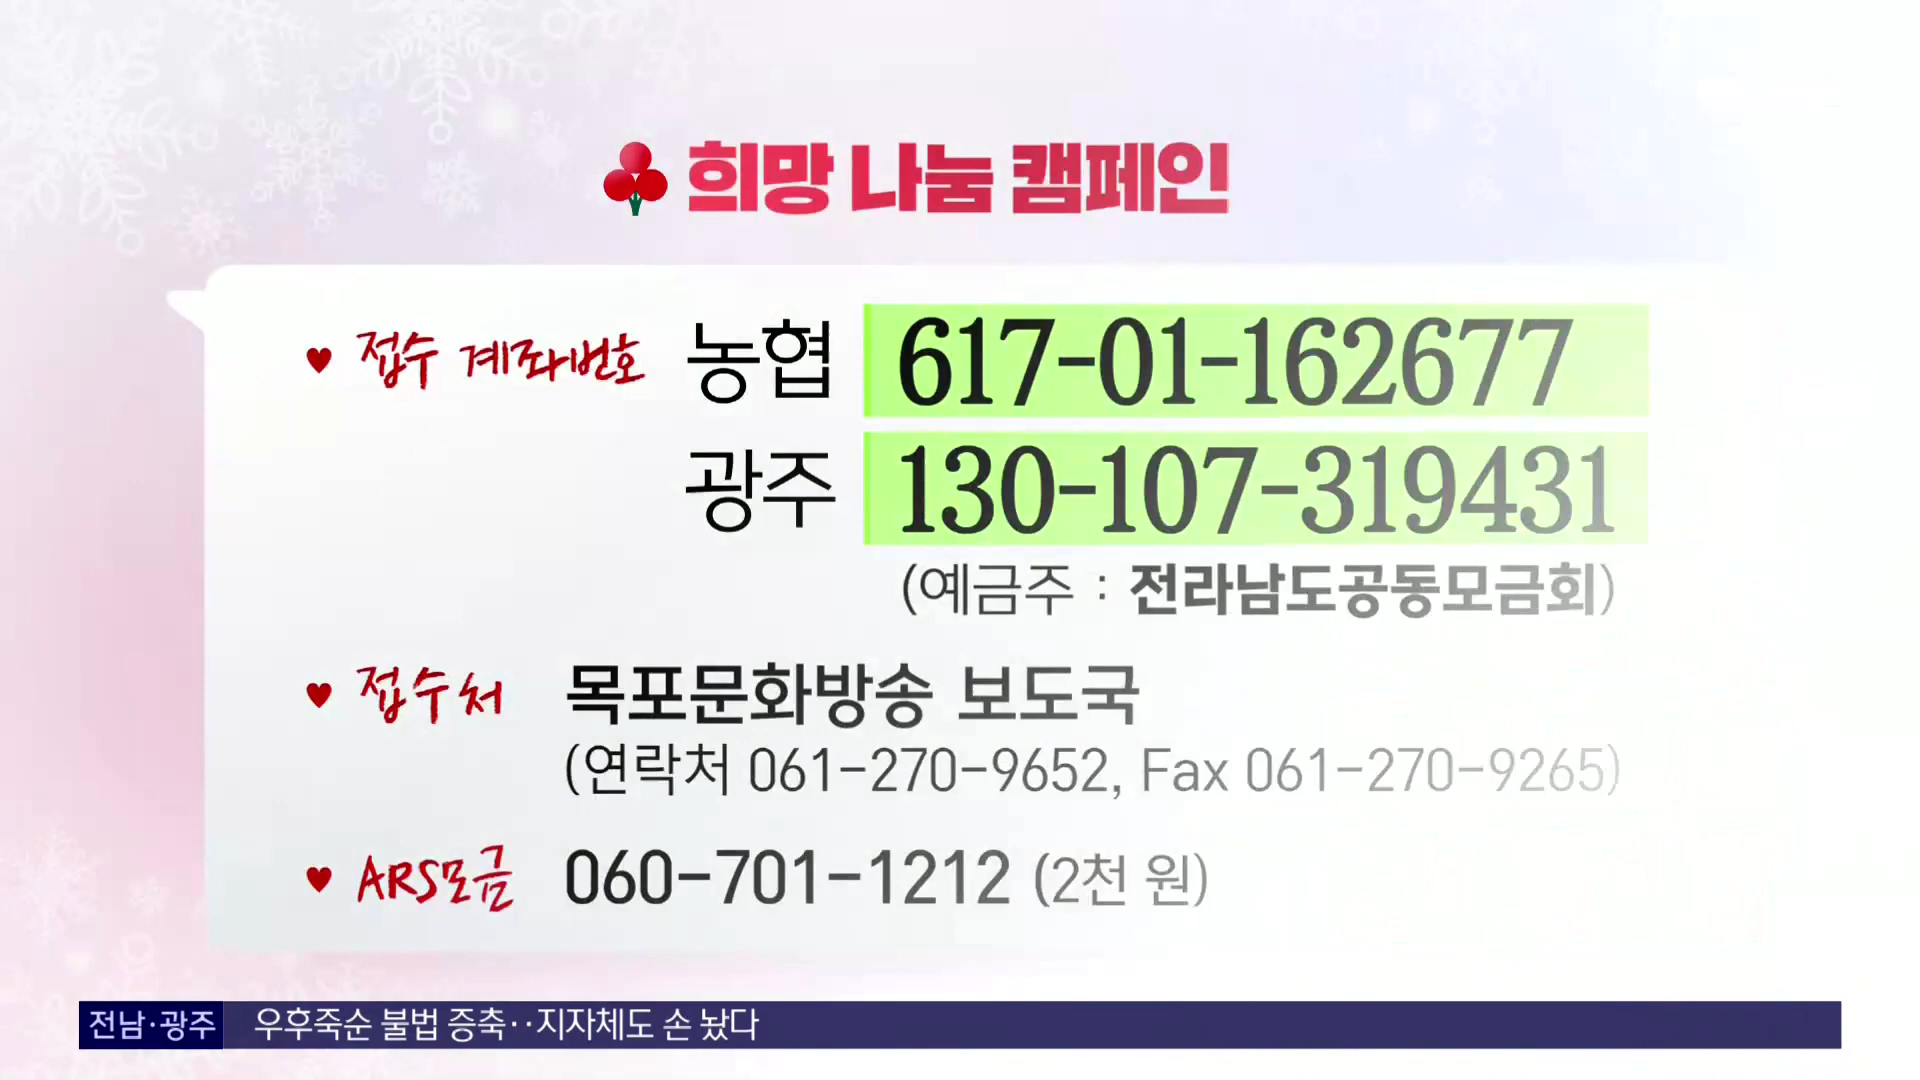 희망 나눔 캠페인
♥ 접수 계좌번호 농협 617-01-162677
광주 130-107-319431
(예금주 : 전라남도공동모금회)
♥ 접수처 목포문화방송 보도국
(연락처 061-270-9652, Fax 061-270-9265)
♥ ARS모금 060-701-1212 (2천 원)
전남·광주 우후죽순 불법 증축‥지자체도 손 놨다